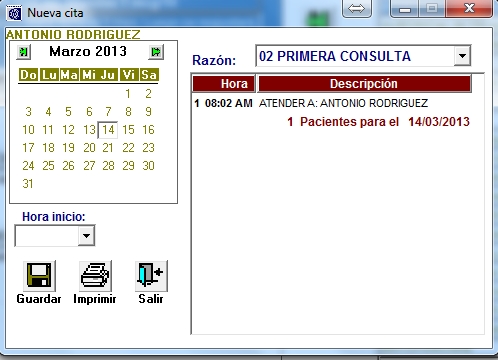 Nueva cita
ANTONIO RODRIGUEZ
Marzo 2013
Do Lu Ma Mi Ju Vi Sa
1 2
3 4 5 6 7 8 9
10 11 12 13 14 15 16
17 18 19 20 21 22 23
24 25 26 27 28 29 30
31
Hora inicio:
Guardar Imprimir Salir
Razón: 02 PRIMERA CONSULTA
Hora Descripción
1 08:02 AM ATENDER A: ANTONIO RODRIGUEZ
1 Pacientes para el 14/03/2013